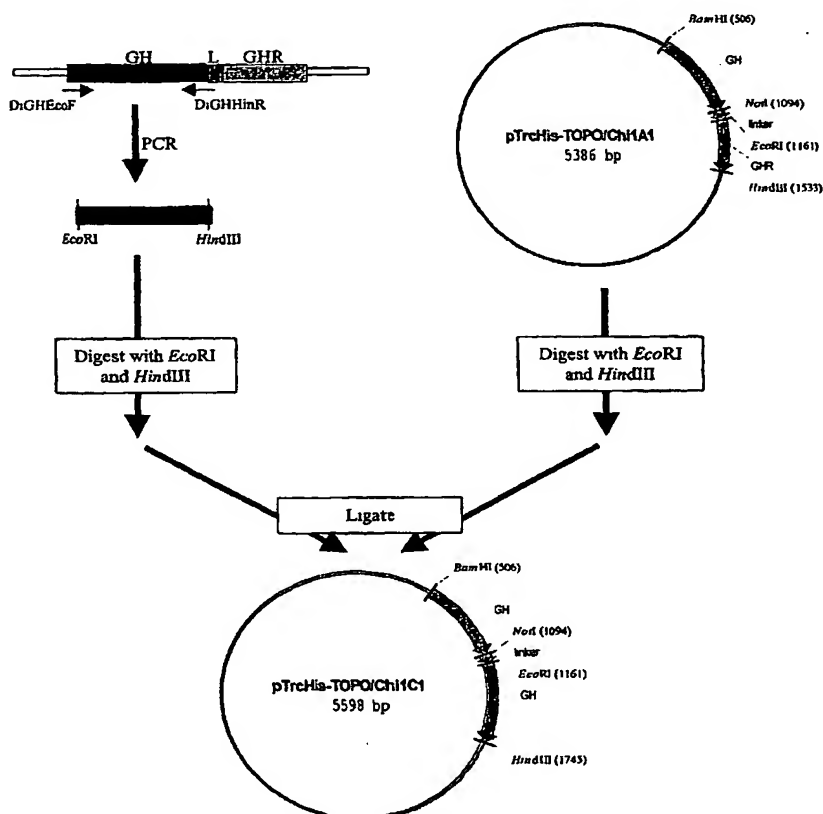 GH L GHR
DiGHEcoF
DiGHHinR
PCR
EcoRI
HindIII
Digest with EcoRI
and HindIII
BamHI (506)
GH
NotI (1094)
linker
EcoRI (1161)
GHR
HindIII (1533)
pTrcHis-TOPO/Chi1A1
5386 bp
Digest with EcoRI
and HindIII
Ligate
BamHI (506)
GH
NotI (1094)
linker
EcoRI (1161)
GH
HindIII (1743)
pTrcHis-TOPO/Chi1C1
5598 bp